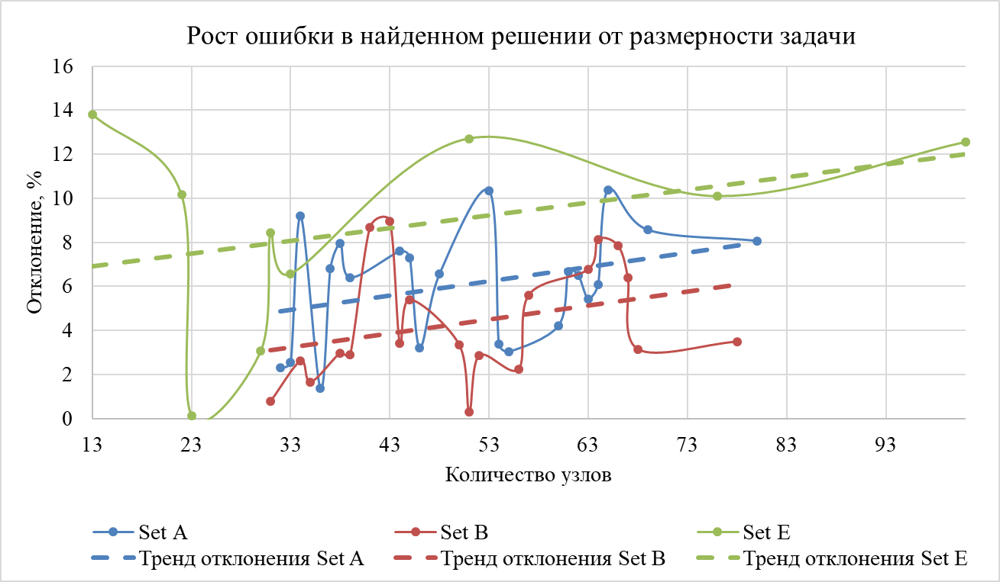 Рост ошибки в найденном решении от размерности задачи
16
14
12
10
8
6
4
2
0
Отклонение, %
13 23 33 43 53 63 73 83 93
Количество узлов
Set A Set B Set E
Тренд отклонения Set A Тренд отклонения Set B Тренд отклонения Set E